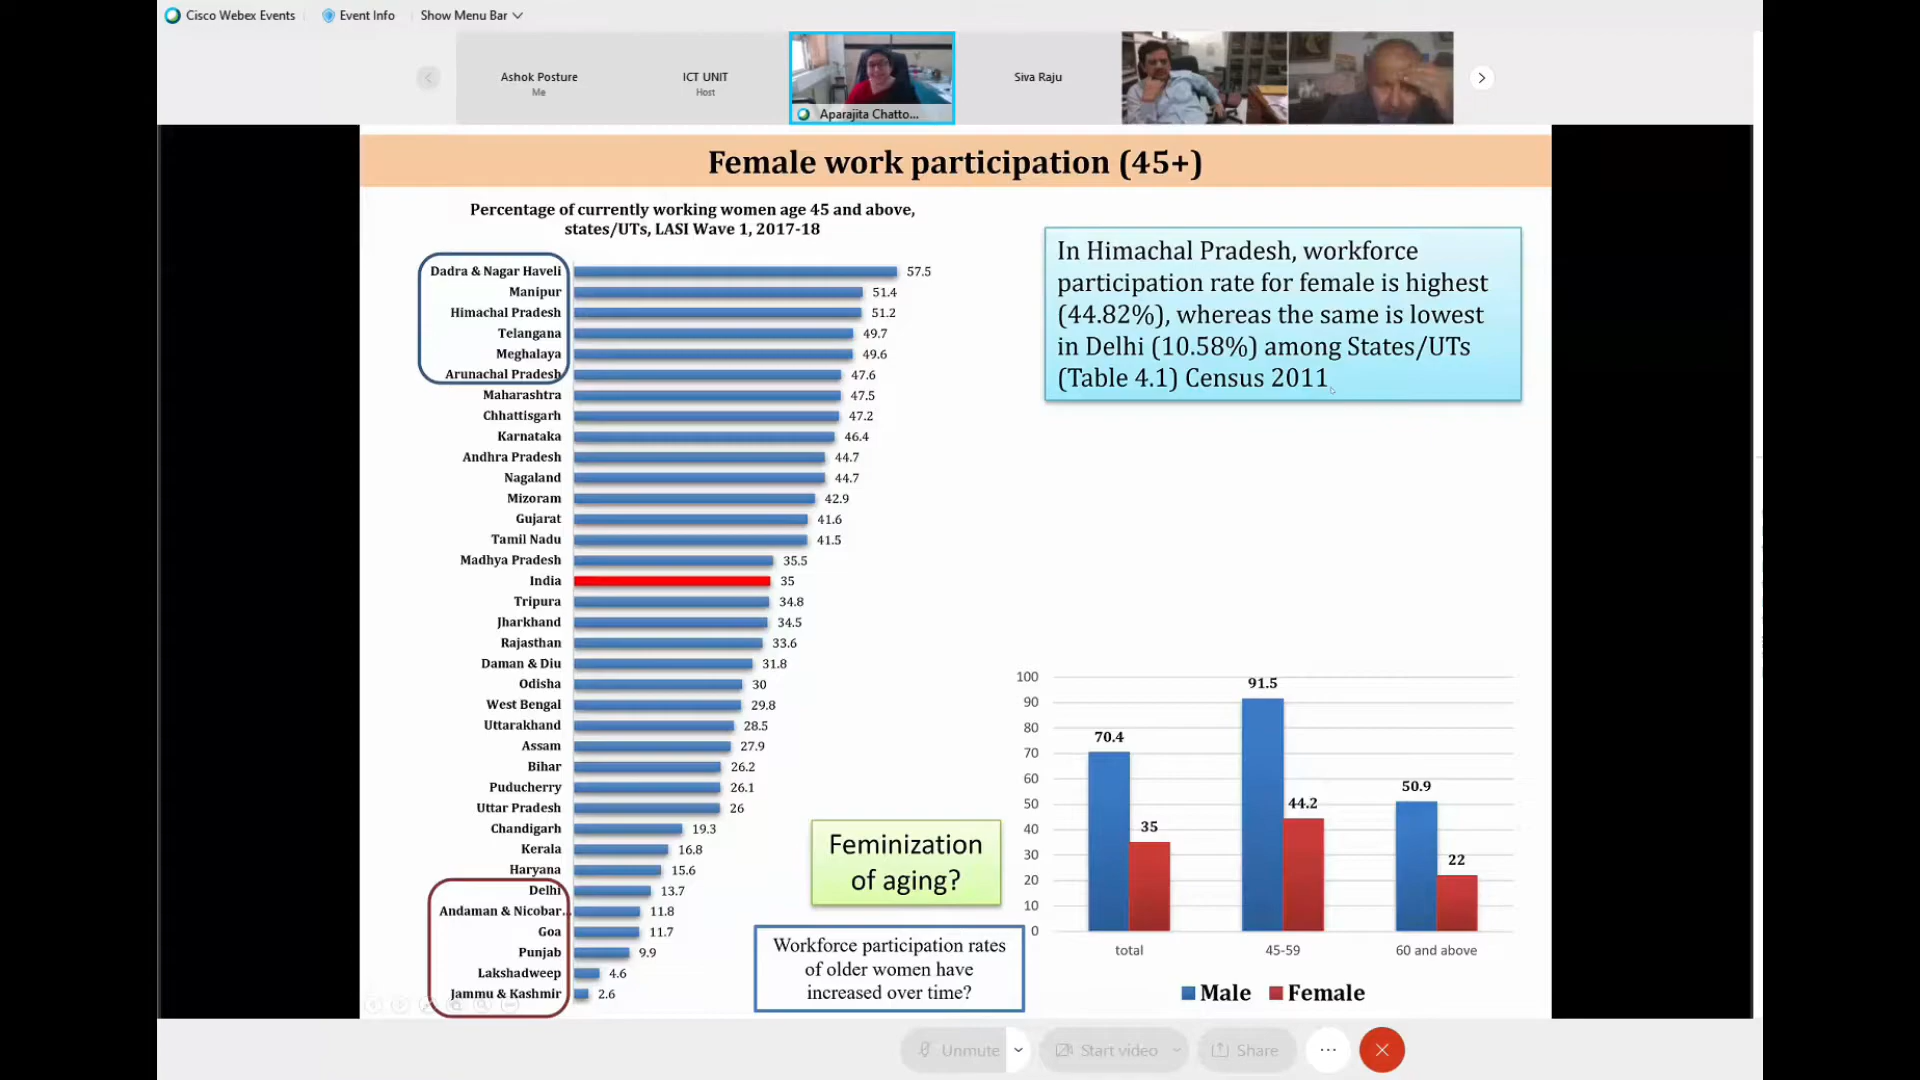 Cisco Webex Events
Event Info
Show Menu Bar
Ashok Posture
Me
ICT UNIT
Host
Aparajita Chatto...
Siva Raju
Female work participation (45+)
Percentage of currently working women age 45 and above,
states/UTs, LASI Wave 1, 2017-18
Dadra & Nagar Haveli 57.5
Manipur 51.4
Himachal Pradesh 51.2
Telangana 49.7
Meghalaya 49.6
Arunachal Pradesh 47.6
Maharashtra 47.5
Chhattisgarh 47.2
Karnataka 46.4
Andhra Pradesh 44.7
Nagaland 44.7
Mizoram 42.9
Gujarat 41.6
Tamil Nadu 41.5
Madhya Pradesh 35.5
India 35
Tripura 34.8
Jharkhand 34.5
Rajasthan 33.6
Daman & Diu 31.8
Odisha 30
West Bengal 29.8
Uttarakhand 28.5
Assam 27.9
Bihar 26.2
Puducherry 26.1
Uttar Pradesh 26
Chandigarh 19.3
Kerala 16.8
Haryana 15.6
Delhi 13.7
Andaman & Nicobar... 11.8
Goa 11.7
Punjab 9.9
Lakshadweep 4.6
Jammu & Kashmir 2.6
In Himachal Pradesh, workforce
participation rate for female is highest
(44.82%), whereas the same is lowest
in Delhi (10.58%) among States/UTs
(Table 4.1) Census 2011
Feminization
of aging?
Workforce participation rates
of older women have
increased over time?
100
90
80
70
60
50
40
30
20
10
0
70.4
35
91.5
44.2
50.9
22
total
45-59
60 and above
Male
Female
Unmute
Start video
Share